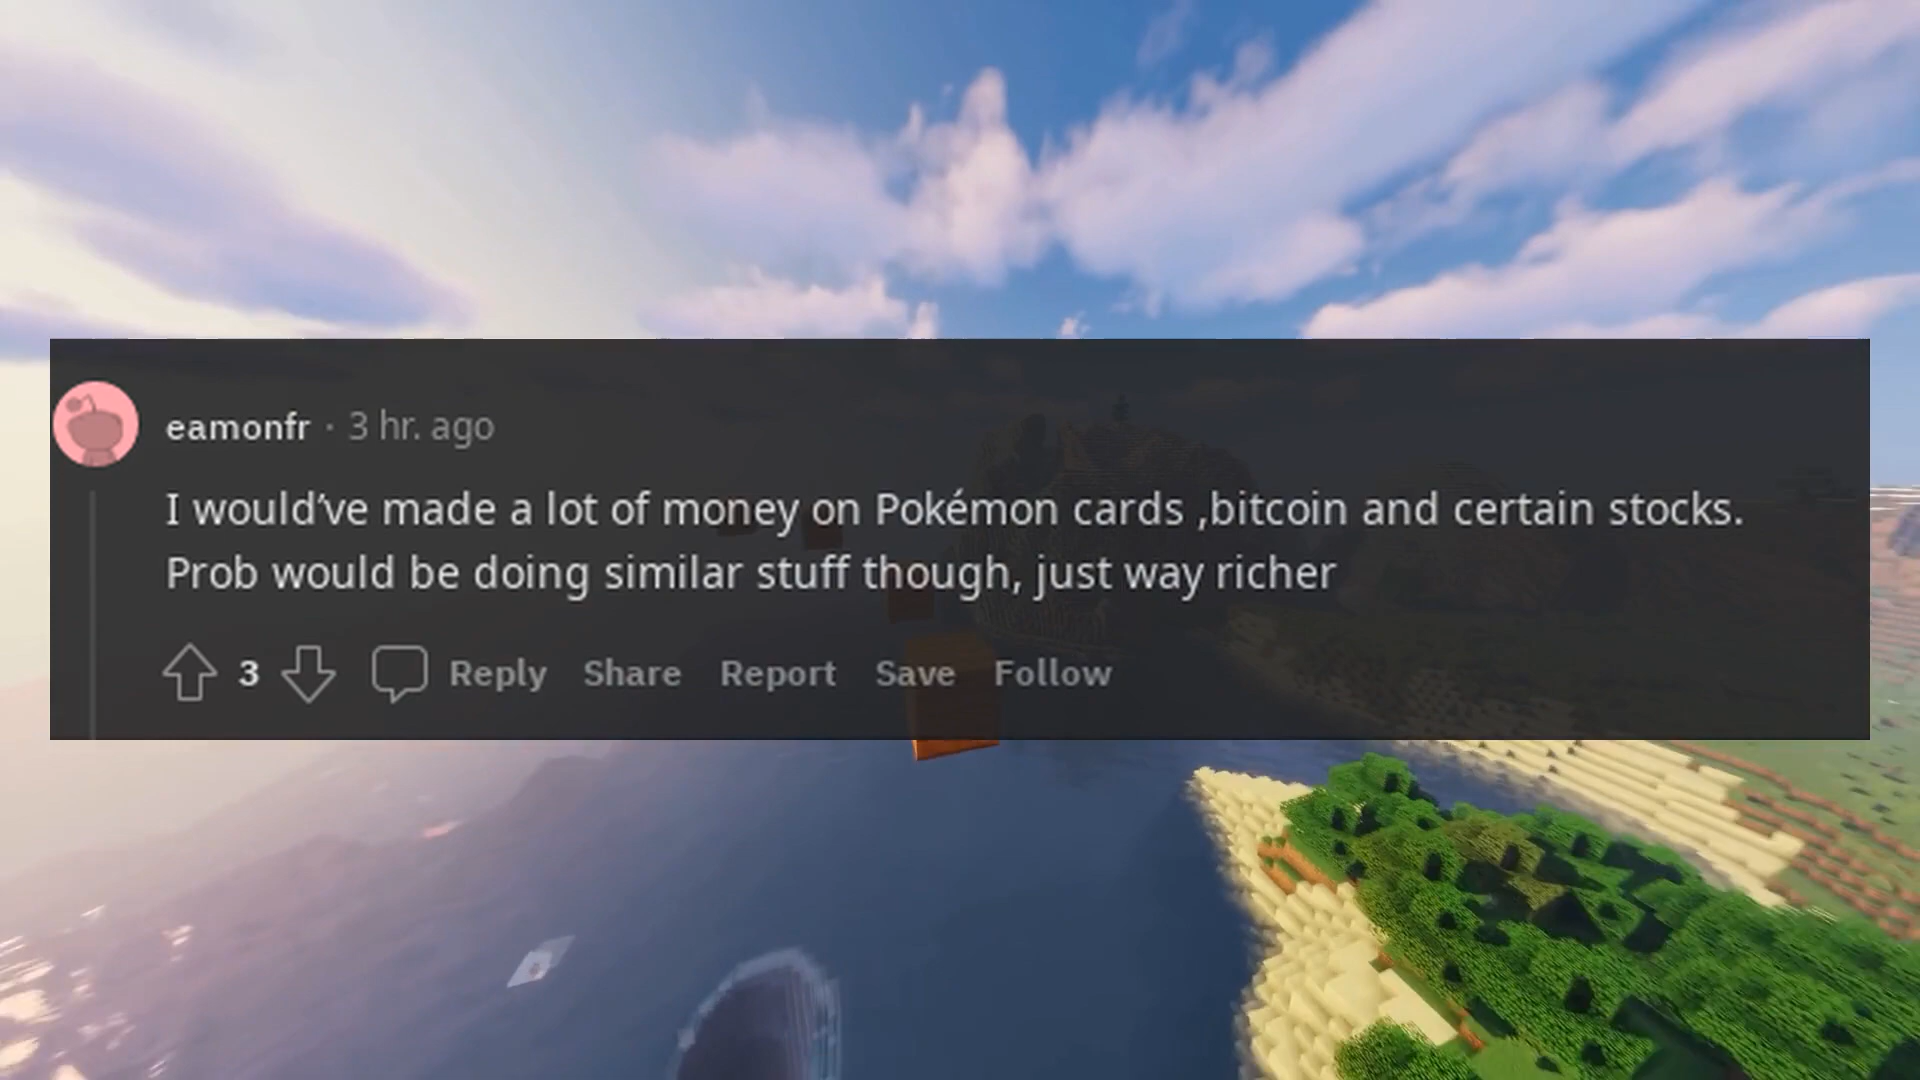 eamonfr · 3 hr. ago
I would’ve made a lot of money on Pokémon cards ,bitcoin and certain stocks.
Prob would be doing similar stuff though, just way richer
3 Reply Share Report Save Follow